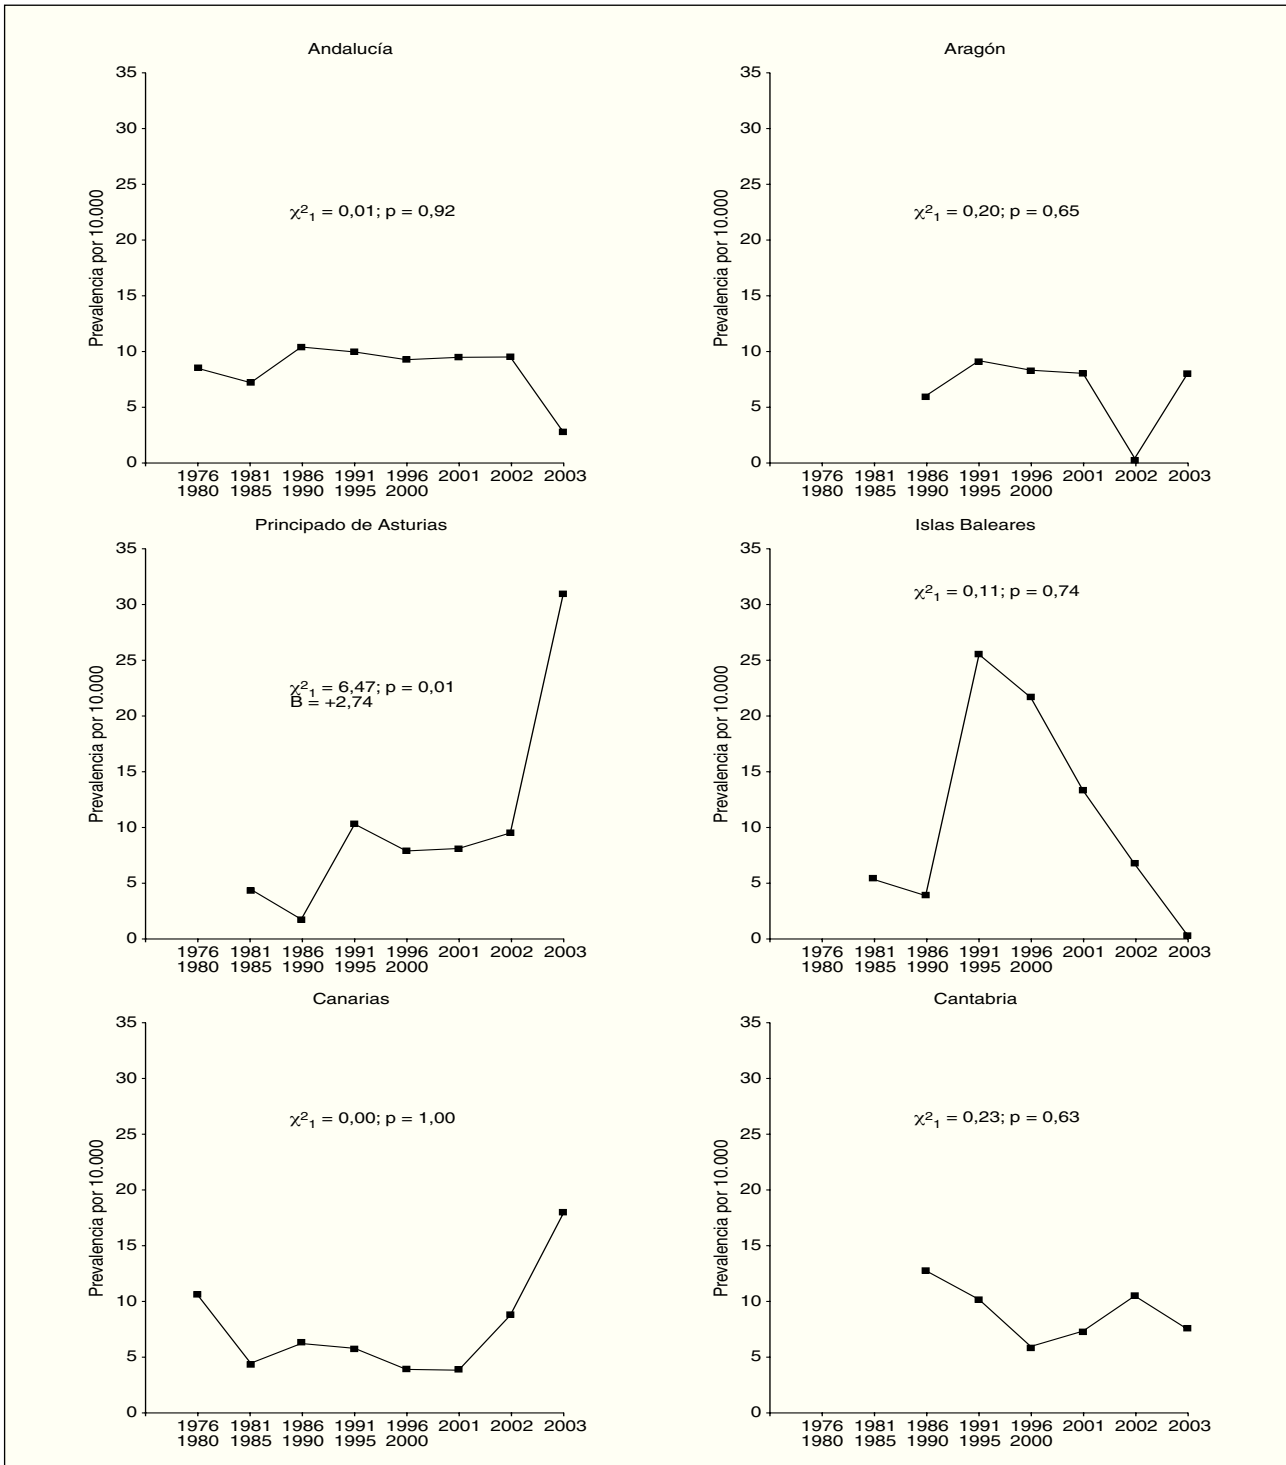 Andalucía
35
30
25
20
15
10
5
0
Prevalencia por 10.000
χ²₁ = 0,01; p = 0,92
1976 1981 1986 1991 1996 2001 2002 2003
1980 1985 1990 1995 2000
Aragón
35
30
25
20
15
10
5
0
Prevalencia por 10.000
χ²₁ = 0,20; p = 0,65
1976 1981 1986 1991 1996 2001 2002 2003
1980 1985 1990 1995 2000
Principado de Asturias
35
30
25
20
15
10
5
0
Prevalencia por 10.000
χ²₁ = 6,47; p = 0,01
B = +2,74
1976 1981 1986 1991 1996 2001 2002 2003
1980 1985 1990 1995 2000
Islas Baleares
35
30
25
20
15
10
5
0
Prevalencia por 10.000
χ²₁ = 0,11; p = 0,74
1976 1981 1986 1991 1996 2001 2002 2003
1980 1985 1990 1995 2000
Canarias
35
30
25
20
15
10
5
0
Prevalencia por 10.000
χ²₁ = 0,00; p = 1,00
1976 1981 1986 1991 1996 2001 2002 2003
1980 1985 1990 1995 2000
Cantabria
35
30
25
20
15
10
5
0
Prevalencia por 10.000
χ²₁ = 0,23; p = 0,63
1976 1981 1986 1991 1996 2001 2002 2003
1980 1985 1990 1995 2000